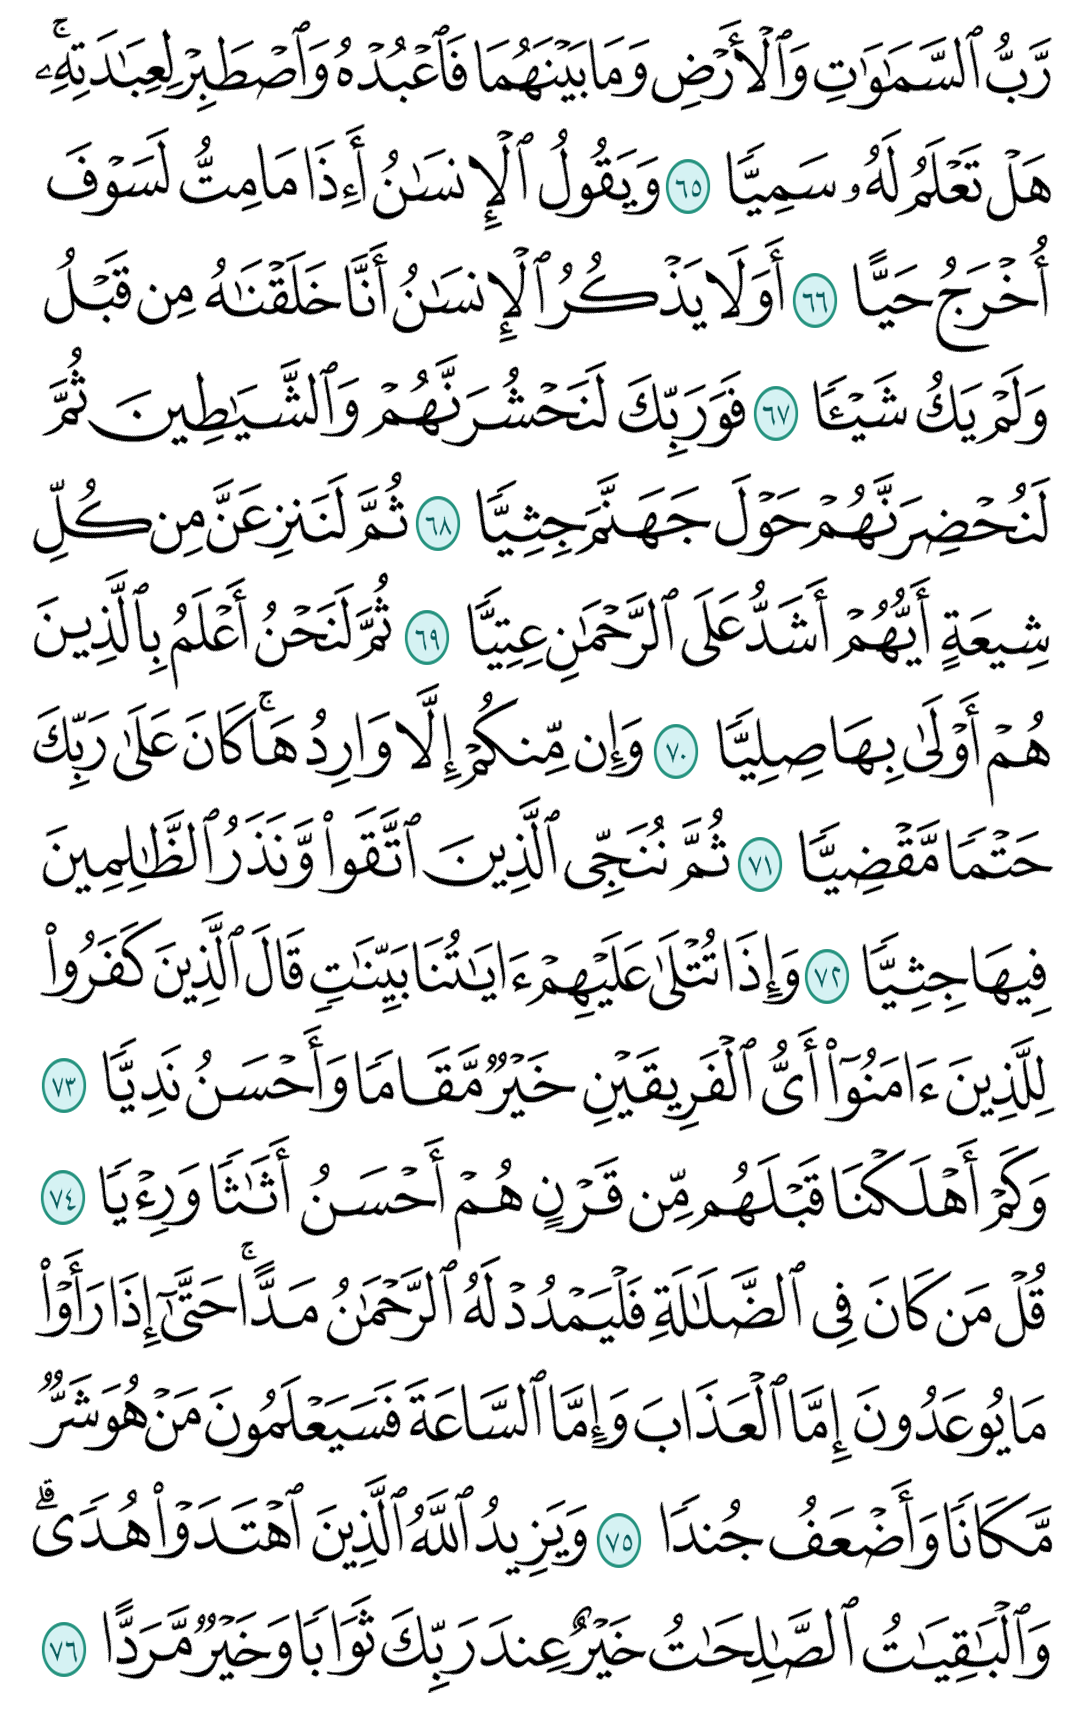 رَّبُّ ٱلسَّمَٰوَٰتِ وَٱلْأَرْضِ وَمَا بَيْنَهُمَا فَٱعْبُدْهُ وَٱصْطَبِرْ لِعِبَٰدَتِهِۦۚ
هَلْ تَعْلَمُ لَهُۥ سَمِيًّا ٦٥ وَيَقُولُ ٱلْإِنسَٰنُ أَءِذَا مَا مِتُّ لَسَوْفَ
أُخْرَجُ حَيًّا ٦٦ أَوَلَا يَذْكُرُ ٱلْإِنسَٰنُ أَنَّا خَلَقْنَٰهُ مِن قَبْلُ
وَلَمْ يَكُ شَيْـًٔا ٦٧ فَوَرَبِّكَ لَنَحْشُرَنَّهُمْ وَٱلشَّيَٰطِينَ ثُمَّ
لَنُحْضِرَنَّهُمْ حَوْلَ جَهَنَّمَ جِثِيًّا ٦٨ ثُمَّ لَنَنزِعَنَّ مِن كُلِّ
شِيعَةٍ أَيُّهُمْ أَشَدُّ عَلَى ٱلرَّحْمَٰنِ عِتِيًّا ٦٩ ثُمَّ لَنَحْنُ أَعْلَمُ بِٱلَّذِينَ
هُمْ أَوْلَىٰ بِهَا صِلِيًّا ٧٠ وَإِن مِّنكُمْ إِلَّا وَارِدُهَاۚ كَانَ عَلَىٰ رَبِّكَ
حَتْمًا مَّقْضِيًّا ٧١ ثُمَّ نُنَجِّى ٱلَّذِينَ ٱتَّقَوا۟ وَّنَذَرُ ٱلظَّٰلِمِينَ
فِيهَا جِثِيًّا ٧٢ وَإِذَا تُتْلَىٰ عَلَيْهِمْ ءَايَٰتُنَا بَيِّنَٰتٍ قَالَ ٱلَّذِينَ كَفَرُوا۟
لِلَّذِينَ ءَامَنُوٓا۟ أَىُّ ٱلْفَرِيقَيْنِ خَيْرٌ مَّقَامًا وَأَحْسَنُ نَدِيًّا ٧٣
وَكَمْ أَهْلَكْنَا قَبْلَهُم مِّن قَرْنٍ هُمْ أَحْسَنُ أَثَٰثًا وَرِءْيًا ٧٤
قُلْ مَن كَانَ فِى ٱلضَّلَٰلَةِ فَلْيَمْدُدْ لَهُ ٱلرَّحْمَٰنُ مَدًّاۚ حَتَّىٰٓ إِذَا رَأَوْا۟
مَا يُوعَدُونَ إِمَّا ٱلْعَذَابَ وَإِمَّا ٱلسَّاعَةَ فَسَيَعْلَمُونَ مَنْ هُوَ شَرٌّ
مَّكَانًا وَأَضْعَفُ جُندًا ٧٥ وَيَزِيدُ ٱللَّهُ ٱلَّذِينَ ٱهْتَدَوْا۟ هُدًىۗ
وَٱلْبَٰقِيَٰتُ ٱلصَّٰلِحَٰتُ خَيْرٌ عِندَ رَبِّكَ ثَوَابًا وَخَيْرٌ مَّرَدًّا ٧٦